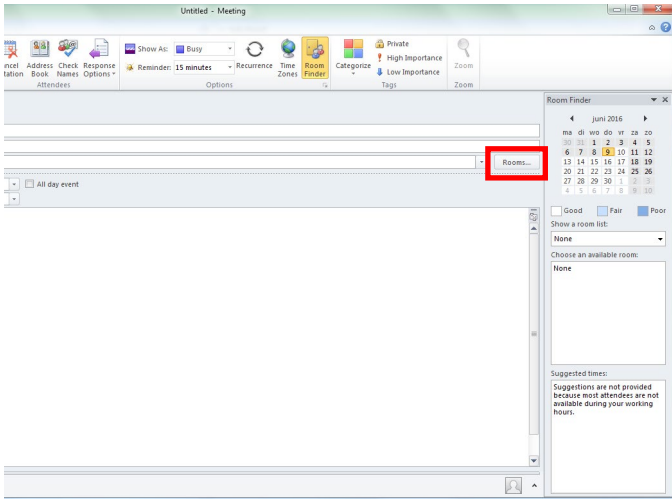 Untitled - Meeting
ncel Address Check Response Show As: Busy Recurrence Time Room Categorize Private Zoom
tation Book Names Options Reminder: 15 minutes Zones Finder High Importance
Low Importance
Attendees Options Tags Zoom
Room Finder
juni 2016
ma di wo do vr za zo
30 31 1 2 3 4 5
6 7 8 9 10 11 12
13 14 15 16 17 18 19
20 21 22 23 24 25 26
27 28 29 30 1 2 3
4 5 6 7 8 9 10
Rooms...
All day event
Good Fair Poor
Show a room list:
None
Choose an available room:
None
Suggested times:
Suggestions are not provided
because most attendees are not
available during your working
hours.